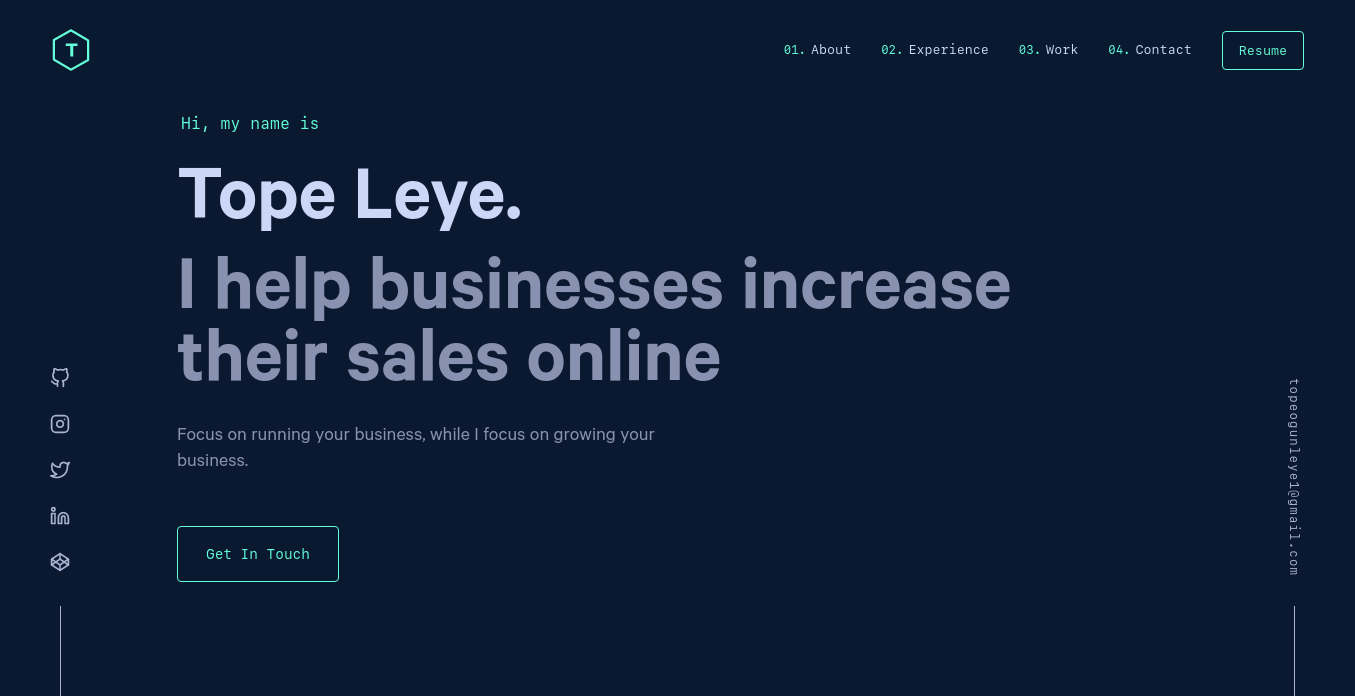 T
01. About 02. Experience 03. Work 04. Contact Resume
Hi, my name is
Tope Leye.
I help businesses increase
their sales online
Focus on running your business, while I focus on growing your
business.
Get In Touch
topeogunleye1@gmail.com